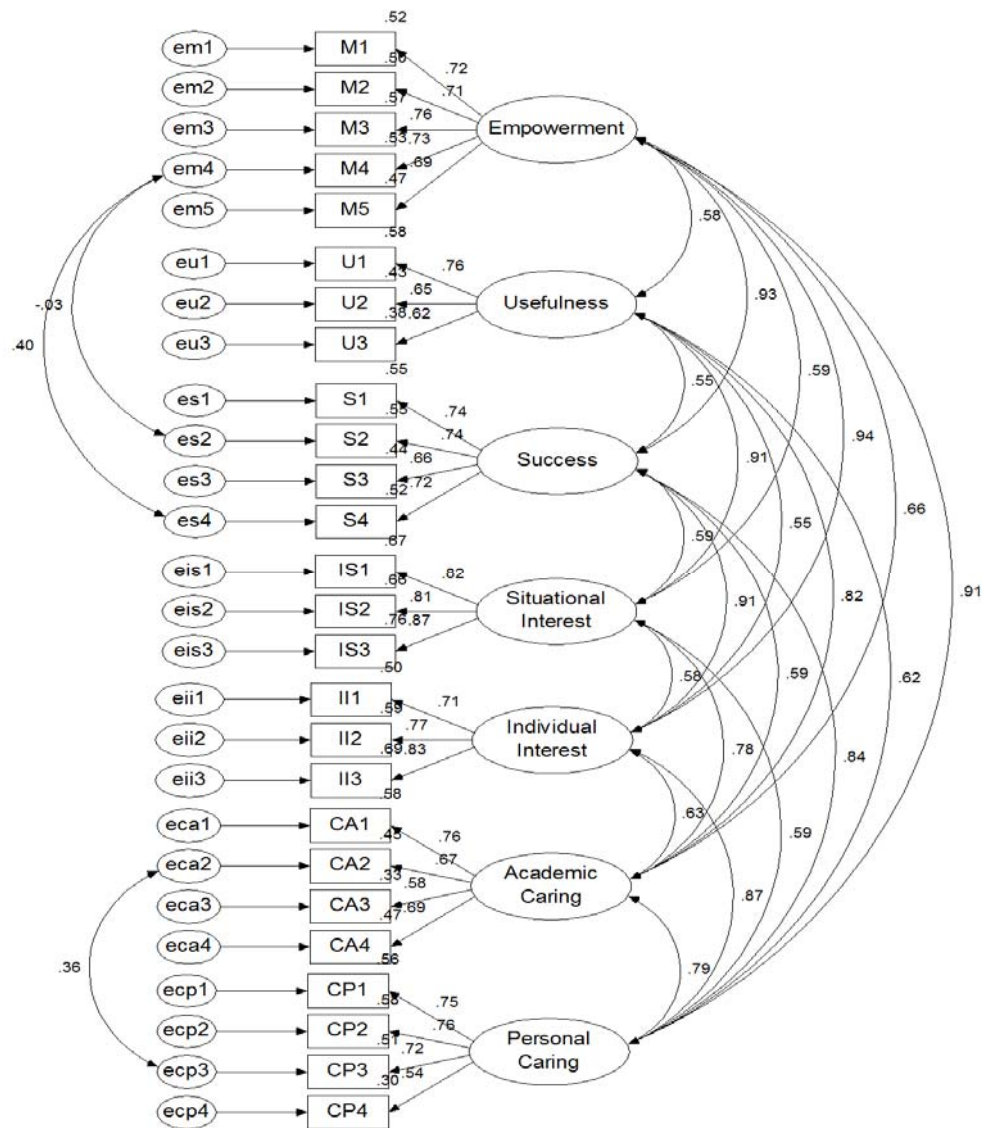 .52
em1
M1
.50
.72
em2
M2
.71
.57
em3
M3
.76
Empowerment
.53
.73
em4
M4
.69
.47
em5
M5
.58
.58
eu1
U1
.76
.43
.93
eu2
U2
.65
Usefulness
-.03
.38
.62
eu3
U3
.40
.59
.55
.55
es1
S1
.74
.55
.94
es2
S2
.74
.44
Success
.91
es3
S3
.66
.52
.72
.66
es4
S4
.55
.67
.59
.91
eis1
IS1
.82
.66
.91
.82
eis2
IS2
.81
Situational
Interest
.76
.87
eis3
IS3
.50
.58
.59
.62
eii1
II1
.71
.59
eii2
II2
.77
Individual
Interest
.69
.83
.78
.84
eii3
II3
.58
.63
eca1
CA1
.76
.59
.45
eca2
CA2
.67
.33
.58
Academic
Caring
.87
eca3
CA3
.47
.69
eca4
CA4
.56
.36
.79
ecp1
CP1
.75
.58
ecp2
CP2
.76
.51
Personal
Caring
.72
ecp3
CP3
.30
.54
ecp4
CP4